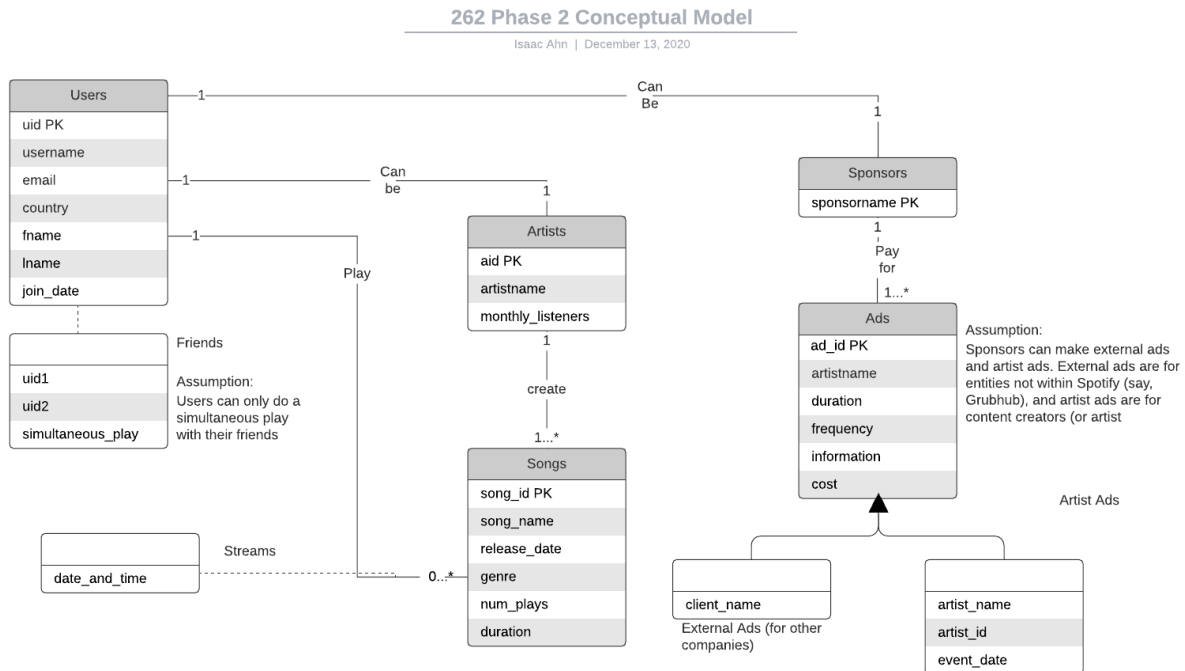 262 Phase 2 Conceptual Model
Isaac Ahn | December 13, 2020
Users
uid PK
username
email
country
fname
lname
join_date
1
Can
Be
1
1
Can
be
1
1
Play
0...*
Friends
uid1
uid2
simultaneous_play
Assumption:
Users can only do a
simultaneous play
with their friends
Streams
date_and_time
Artists
aid PK
artistname
monthly_listeners
1
create
1...*
Songs
song_id PK
song_name
release_date
genre
num_plays
duration
Sponsors
sponsorname PK
1
Pay
for
1...*
Ads
ad_id PK
artistname
duration
frequency
information
cost
Assumption:
Sponsors can make external ads
and artist ads. External ads are for
entities not within Spotify (say,
Grubhub), and artist ads are for
content creators (or artist
Artist Ads
client_name
External Ads (for other
companies)
artist_name
artist_id
event_date